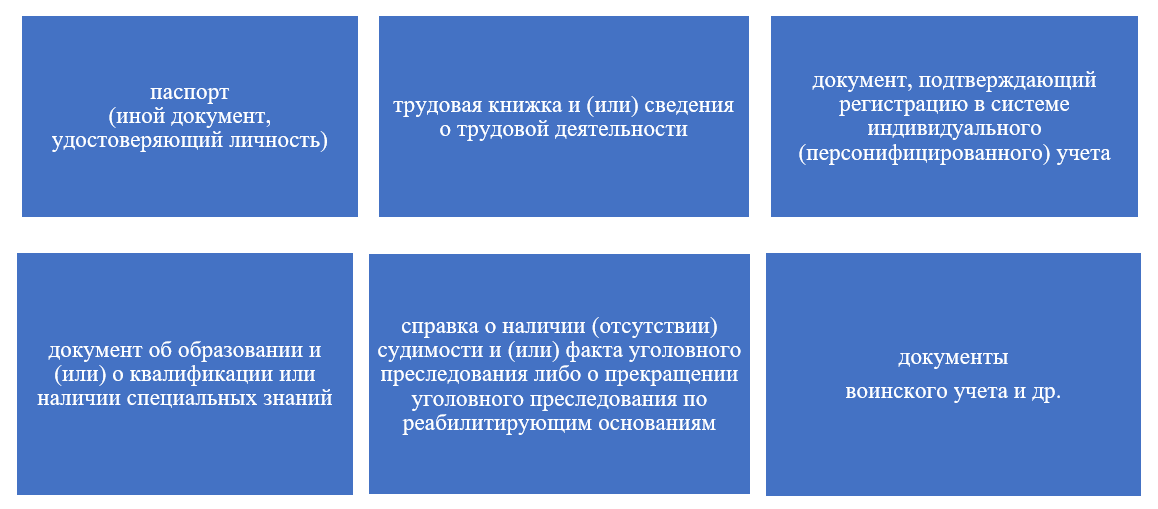 паспорт
(иной документ,
удостоверяющий личность)
трудовая книжка и (или) сведения
о трудовой деятельности
документ, подтверждающий
регистрацию в системе
индивидуального
(персонифицированного) учета
документ об образовании и
(или) о квалификации или
наличии специальных знаний
справка о наличии (отсутствии)
судимости и (или) факта уголовного
преследования либо о прекращении
уголовного преследования по
реабилитирующим основаниям
документы
воинского учета и др.